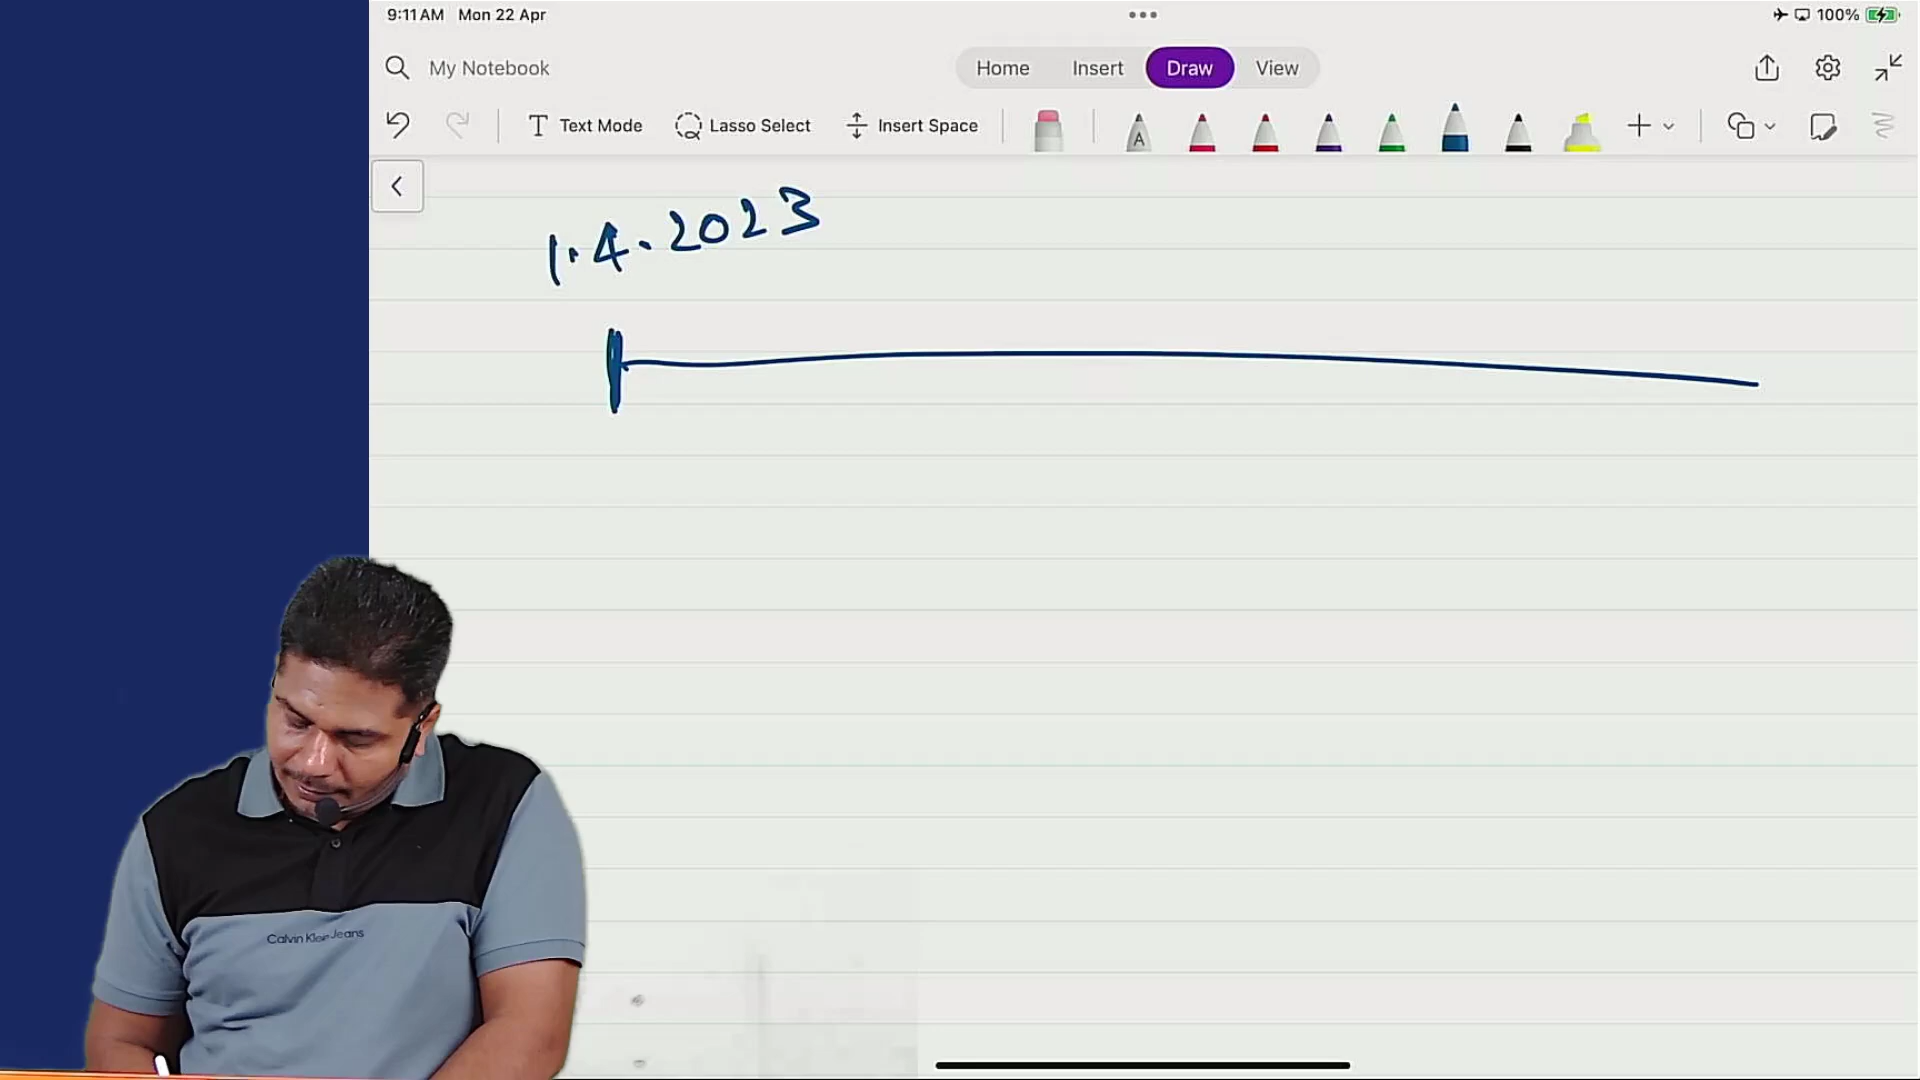 9:11 AM Mon 22 Apr 100%
My Notebook Home Insert Draw View
Text Mode Lasso Select Insert Space A
1.4.2023
Calvin Klein Jeans